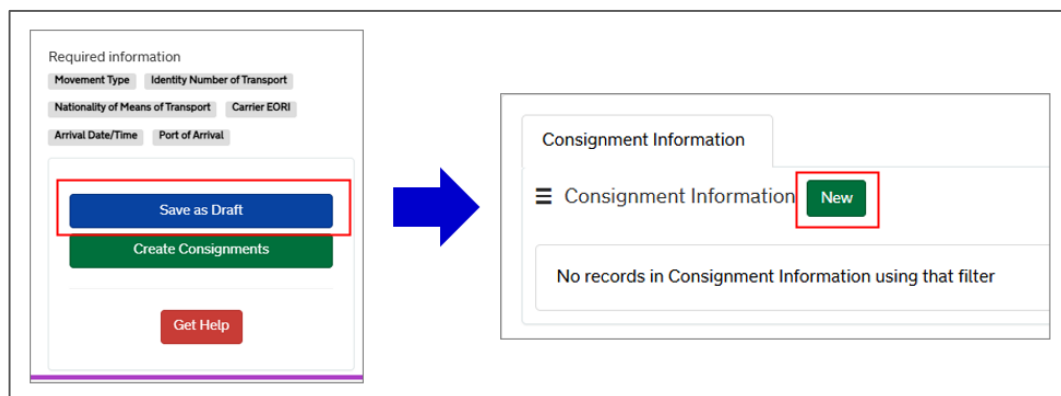 Required information
Movement Type Identity Number of Transport
Nationality of Means of Transport Carrier EORI
Arrival Date/Time Port of Arrival
Save as Draft
Create Consignments
Get Help
Consignment Information
☰ Consignment Information New
No records in Consignment Information using that filter